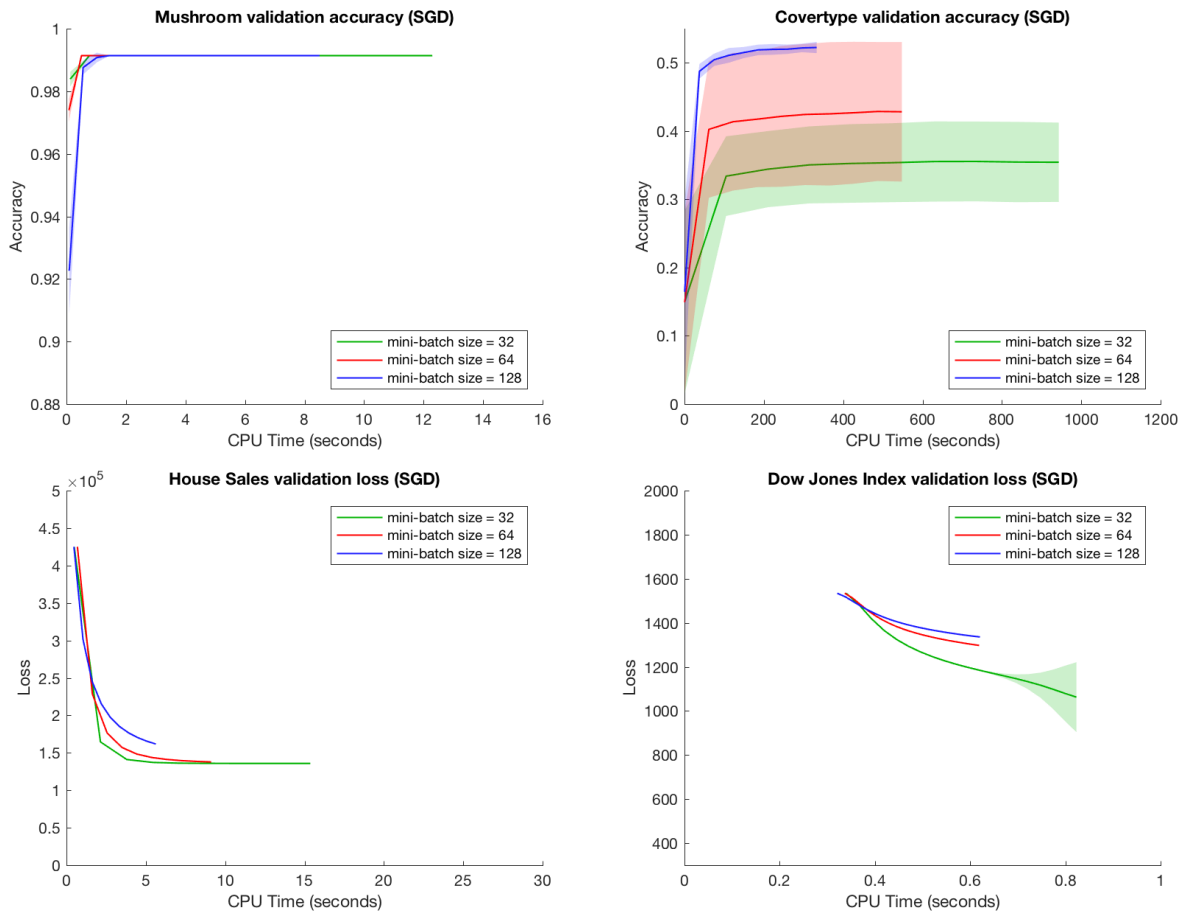 Mushroom validation accuracy (SGD)
1
0.98
0.96
0.94
0.92
0.9
0.88
Accuracy
0 2 4 6 8 10 12 14 16
CPU Time (seconds)
mini-batch size = 32
mini-batch size = 64
mini-batch size = 128
Covertype validation accuracy (SGD)
0.5
0.4
0.3
0.2
0.1
0
Accuracy
0 200 400 600 800 1000 1200
CPU Time (seconds)
mini-batch size = 32
mini-batch size = 64
mini-batch size = 128
House Sales validation loss (SGD)
×10⁵
5
4.5
4
3.5
3
2.5
2
1.5
1
0.5
0
Loss
0 5 10 15 20 25 30
CPU Time (seconds)
mini-batch size = 32
mini-batch size = 64
mini-batch size = 128
Dow Jones Index validation loss (SGD)
2000
1800
1600
1400
1200
1000
800
600
400
Loss
0 0.2 0.4 0.6 0.8 1
CPU Time (seconds)
mini-batch size = 32
mini-batch size = 64
mini-batch size = 128